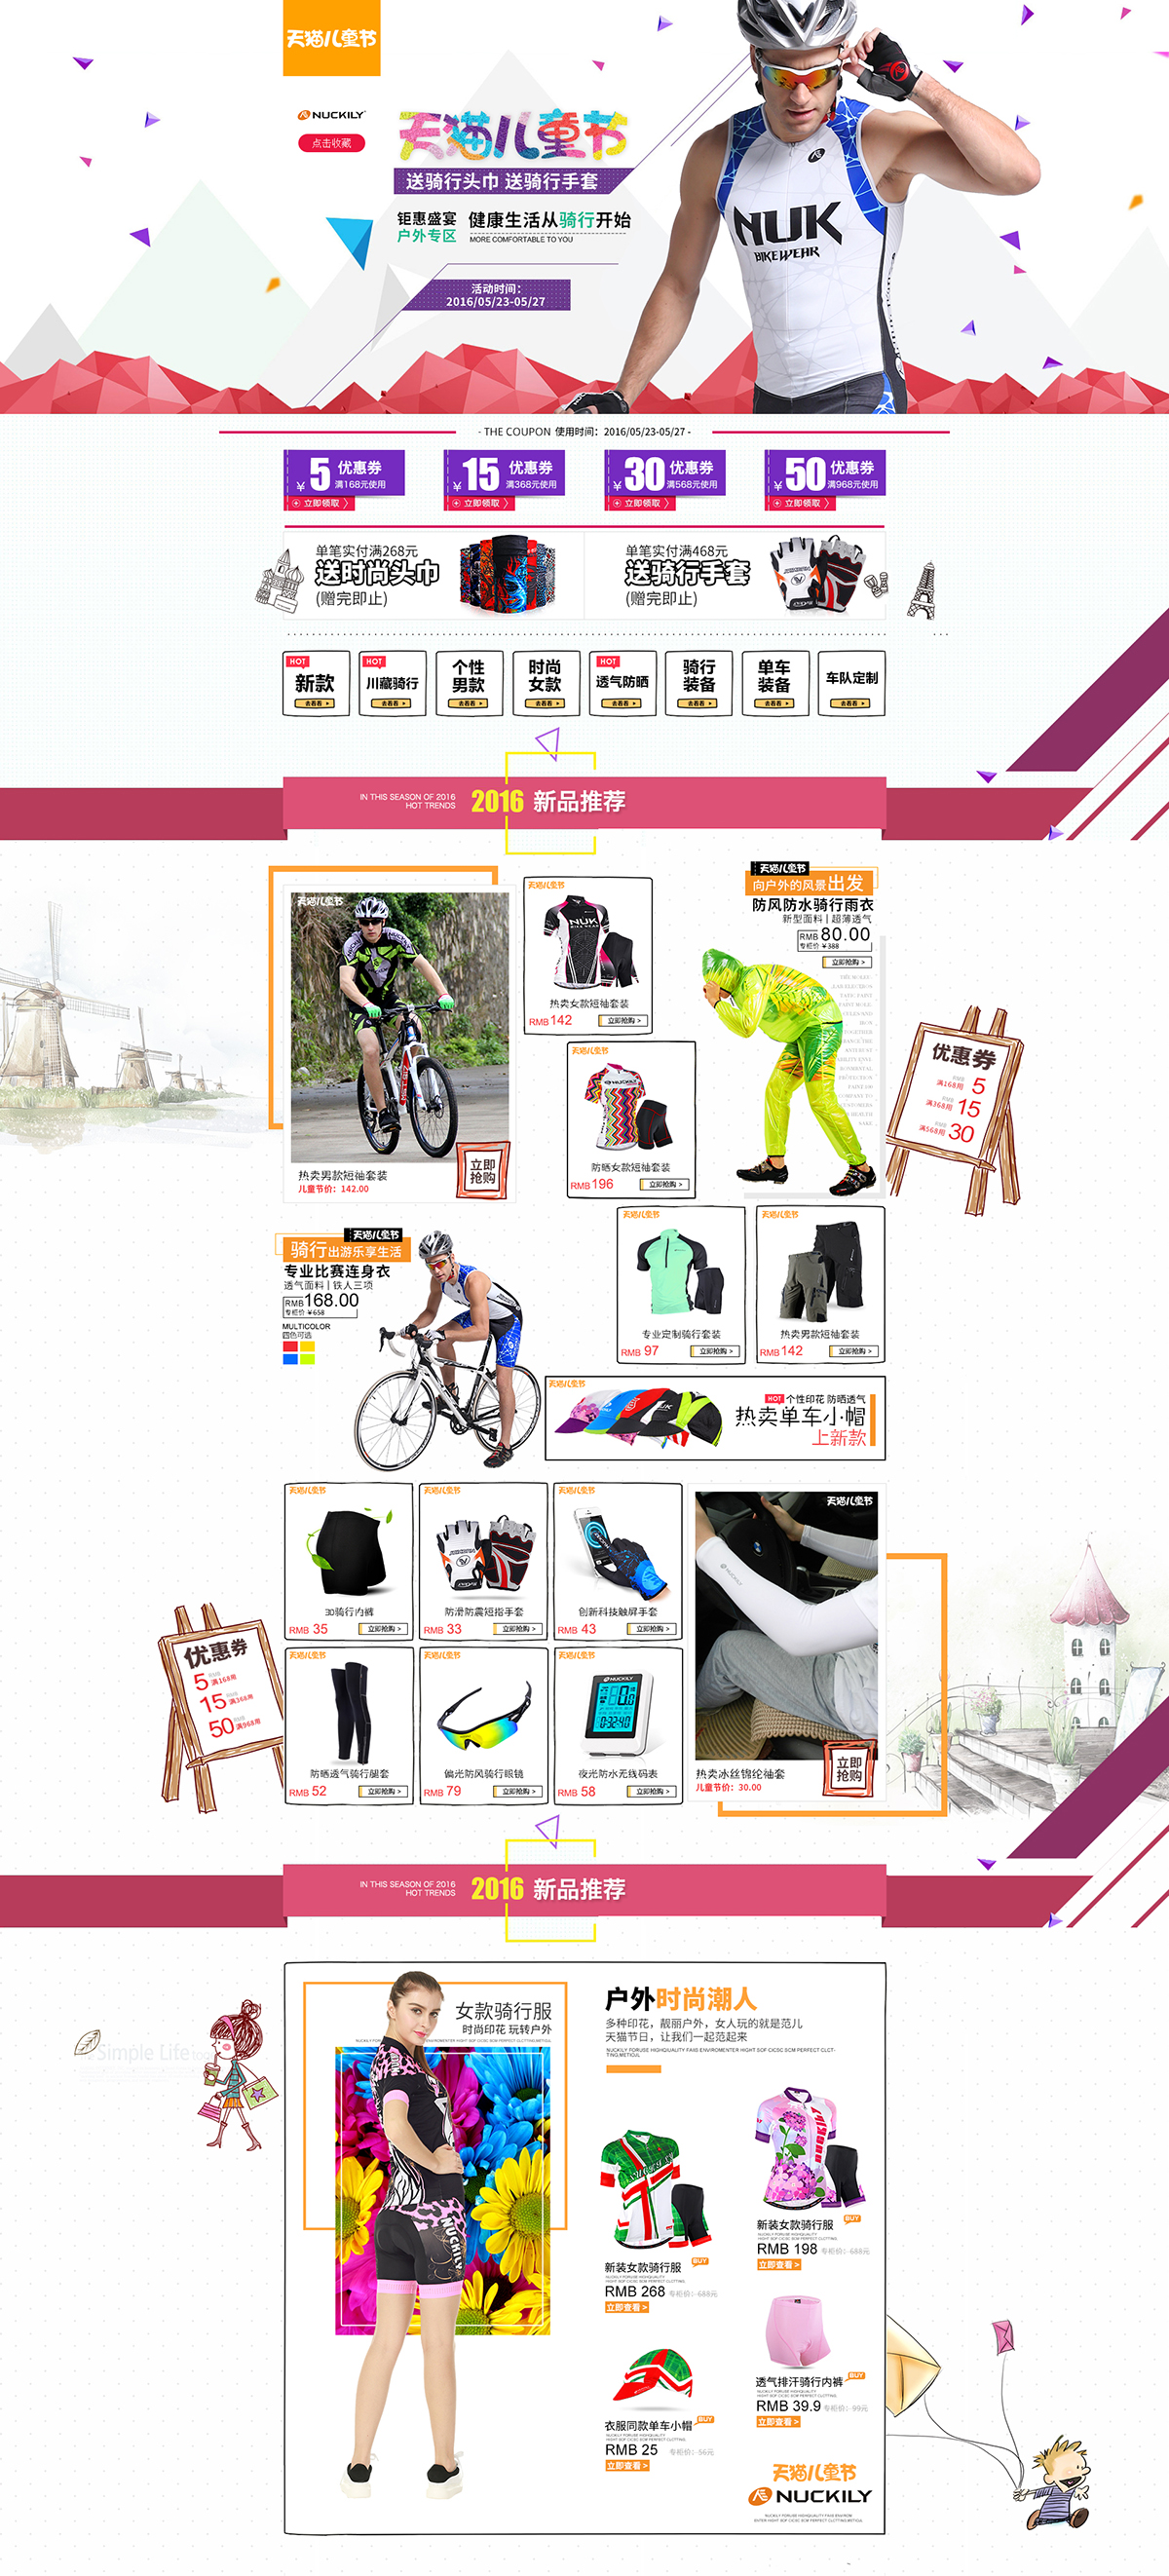 天猫儿童节
NUCKILY
点击收藏
天猫儿童节
送骑行头巾 送骑行手套
钜惠盛宴
户外专区
健康生活从骑行开始
MORE COMFORTABLE TO YOU
活动时间：
2016/05/23-05/27
NUK
BIKEWEAR
- THE COUPON 使用时间：2016/05/23-05/27 -
¥ 5 优惠券
满168元使用
立即领取
¥ 15 优惠券
满368元使用
立即领取
¥ 30 优惠券
满568元使用
立即领取
¥ 50 优惠券
满968元使用
立即领取
单笔实付满268元
送时尚头巾
(赠完即止)
单笔实付满468元
送骑行手套
(赠完即止)
HOT
新款
去看看
HOT
川藏骑行
去看看
个性
男款
去看看
时尚
女款
去看看
HOT
透气防晒
去看看
骑行
装备
去看看
单车
装备
去看看
车队定制
去看看
IN THIS SEASON OF 2016
HOT TRENDS
2016 新品推荐
天猫儿童节
热卖男款短袖套装
儿童节价：142.00
立即
抢购
天猫儿童节
NUK
热卖女款短袖套装
RMB 142
立即抢购 >
天猫儿童节
NUCKILY
防晒女款短袖套装
RMB 196
立即抢购 >
天猫儿童节
向户外的风景出发
防风防水骑行雨衣
新型面料 | 超薄透气
RMB 80.00
专柜价 ¥388
立即抢购 >
优惠券
满168用 RMB 5
满368用 RMB 15
满568用 RMB 30
天猫儿童节
骑行出游乐享生活
专业比赛连身衣
透气面料 | 铁人三项
RMB 168.00
专柜价 ¥658
MULTICOLOR
四色可选
天猫儿童节
专业定制骑行套装
RMB 97
立即抢购 >
天猫儿童节
热卖男款短袖套装
RMB 142
立即抢购 >
天猫儿童节
HOT 个性印花 防晒透气
热卖单车小帽
上新款
天猫儿童节
3D骑行内裤
RMB 35
立即抢购 >
天猫儿童节
防滑防震短指手套
RMB 33
立即抢购 >
天猫儿童节
创新科技触屏手套
RMB 43
立即抢购 >
天猫儿童节
NUCKILY
热卖冰丝锦纶袖套
儿童节价：30.00
立即
抢购
优惠券
5 RMB 满168用
15 RMB 满368用
50 RMB 满968用
天猫儿童节
防晒透气骑行腿套
RMB 52
立即抢购 >
天猫儿童节
偏光防风骑行眼镜
RMB 79
立即抢购 >
天猫儿童节
NUCKILY
0:32:40
夜光防水无线码表
RMB 58
立即抢购 >
IN THIS SEASON OF 2016
HOT TRENDS
2016 新品推荐
Simple Life
女款骑行服
时尚印花 玩转户外
NUCKILY
户外时尚潮人
多种印花，靓丽户外，女人玩的就是范儿
天猫节日，让我们一起范起来
NUCKILY FORUSE HIGHQIUALITY FAIIS ENVIROMENTER HIGHT SOF CICDC SCM PERFECT CLCT-
TING.METIGJL
新装女款骑行服
BUY
RMB 198 专柜价：688元
立即查看 >
新装女款骑行服
BUY
RMB 268 专柜价：688元
立即查看 >
透气排汗骑行内裤
BUY
RMB 39.9 专柜价：99元
立即查看 >
衣服同款单车小帽
BUY
RMB 25 专柜价：56元
立即查看 >
天猫儿童节
NUCKILY